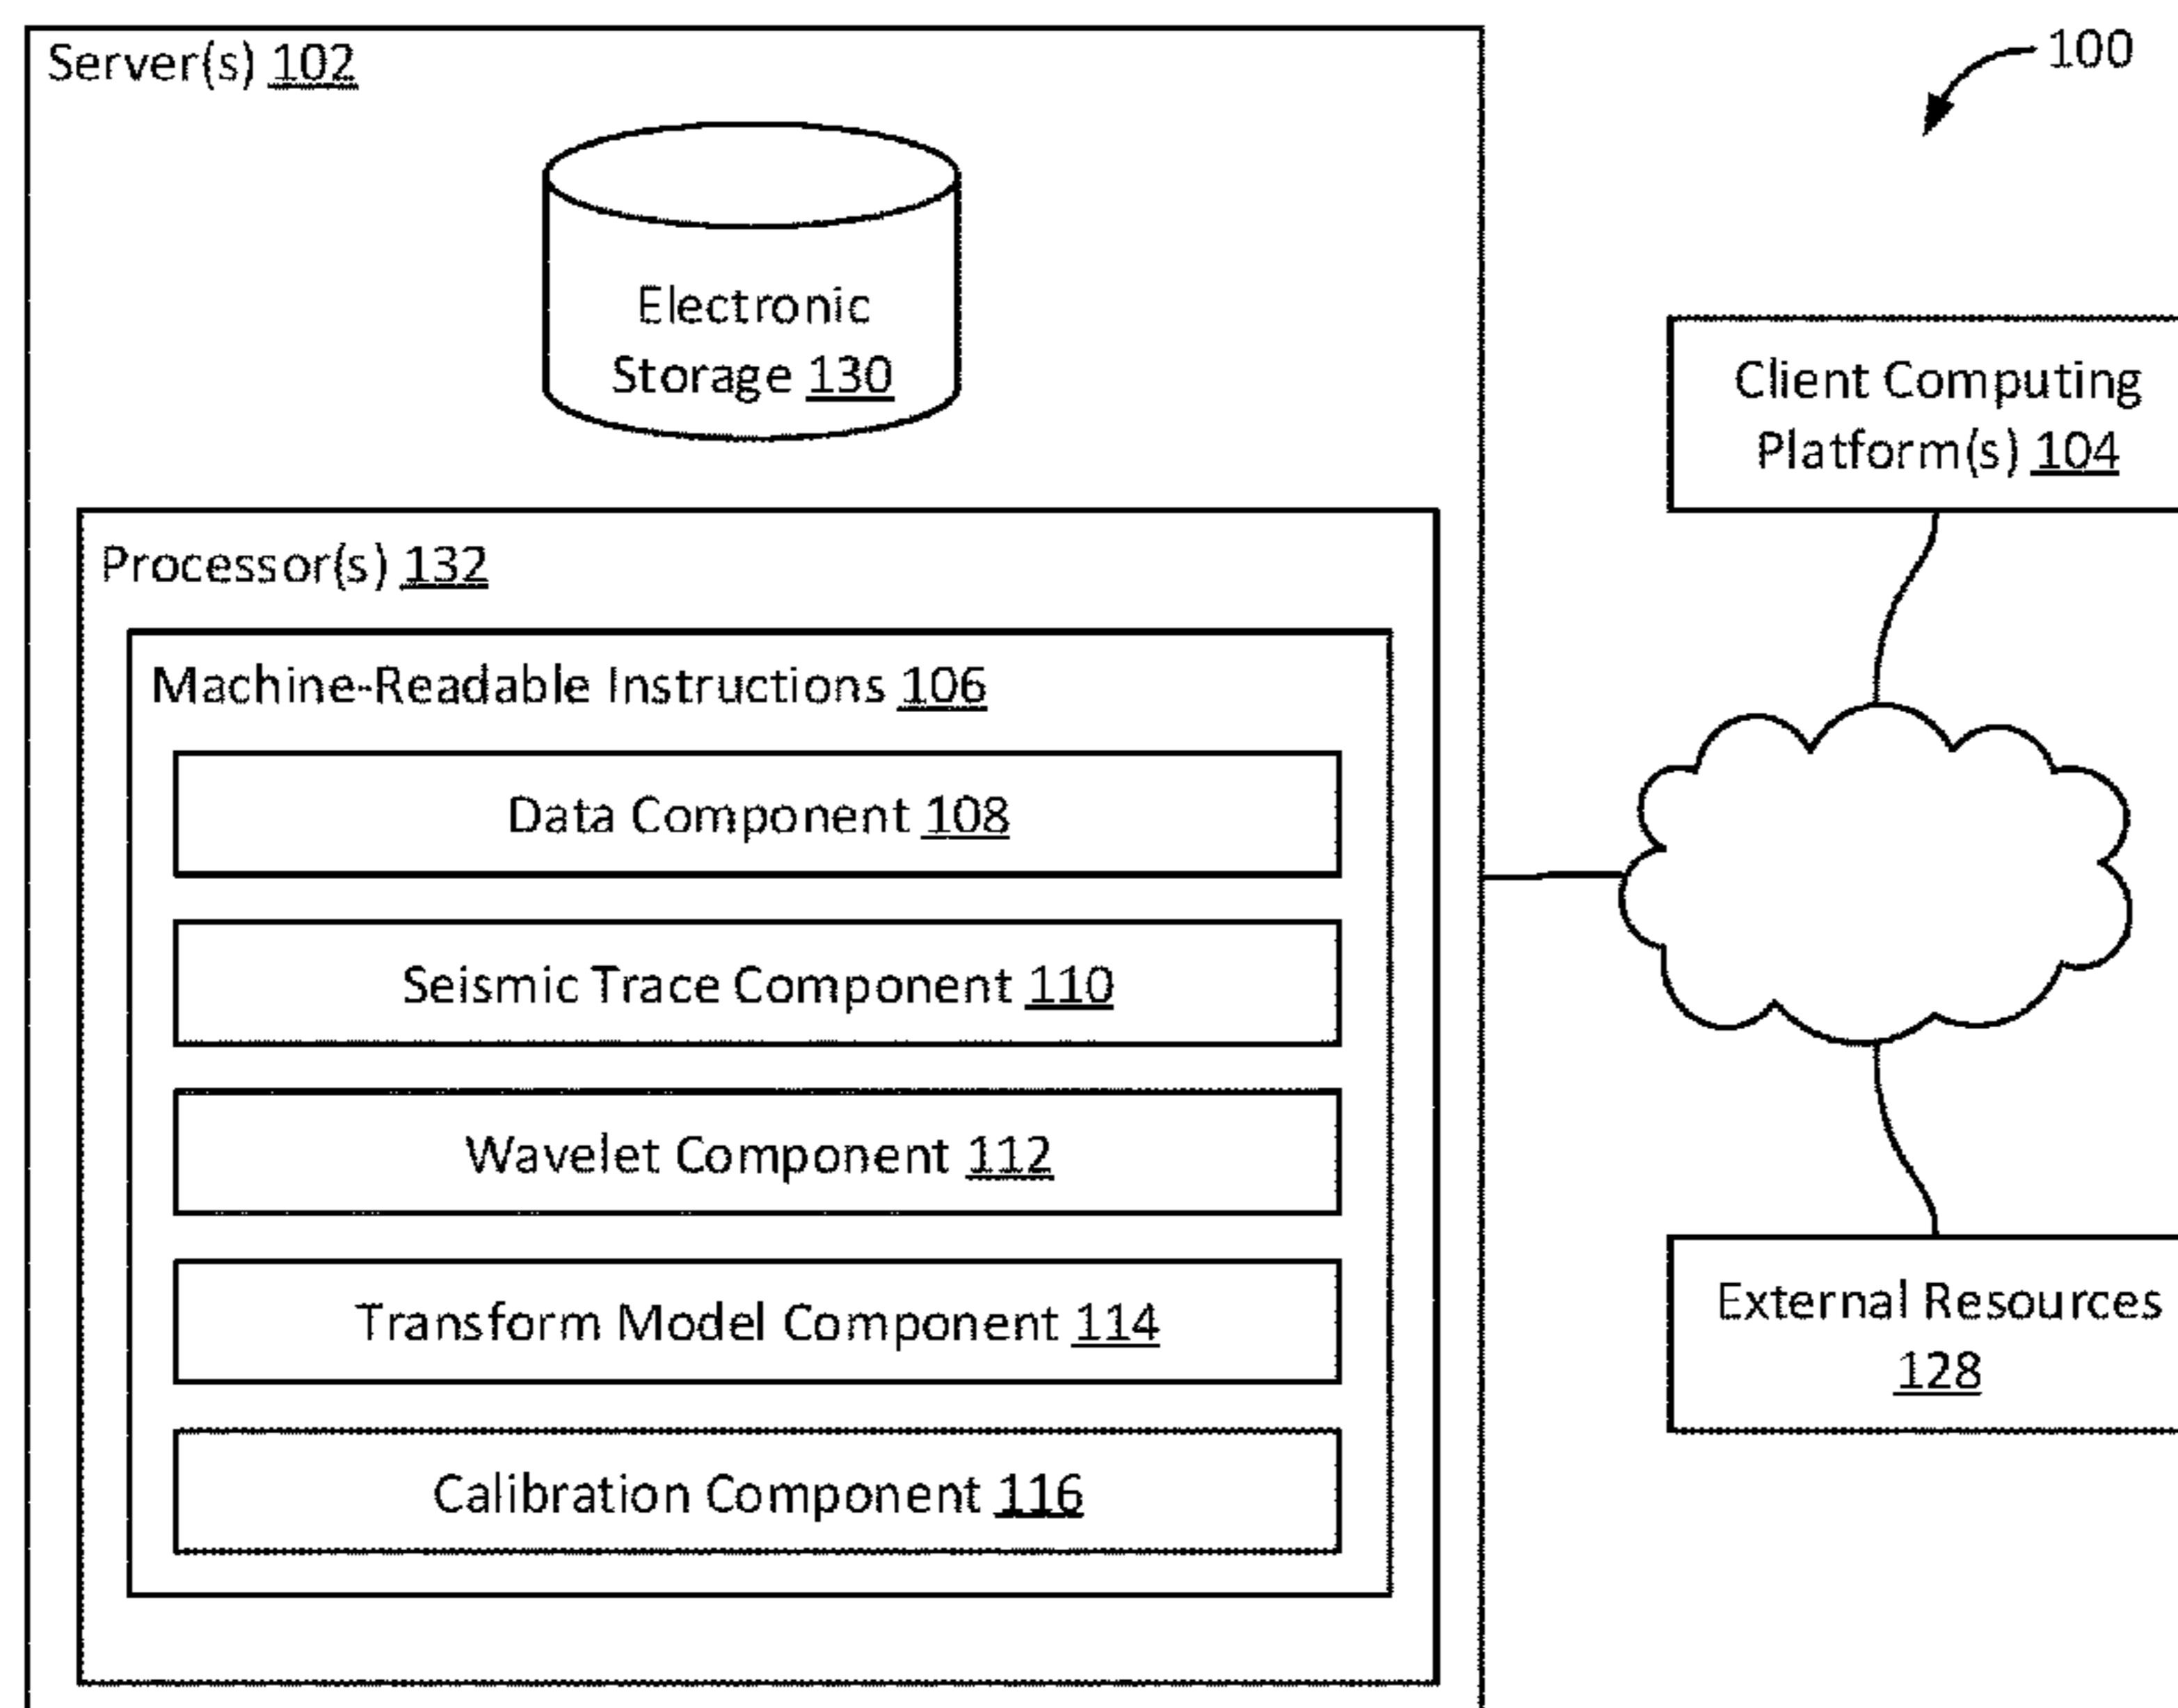 Server(s) 102
100
Electronic
Storage 130
Client Computing
Platform(s) 104
Processor(s) 132
Machine-Readable Instructions 106
Data Component 108
Seismic Trace Component 110
Wavelet Component 112
Transform Model Component 114
Calibration Component 116
External Resources
128